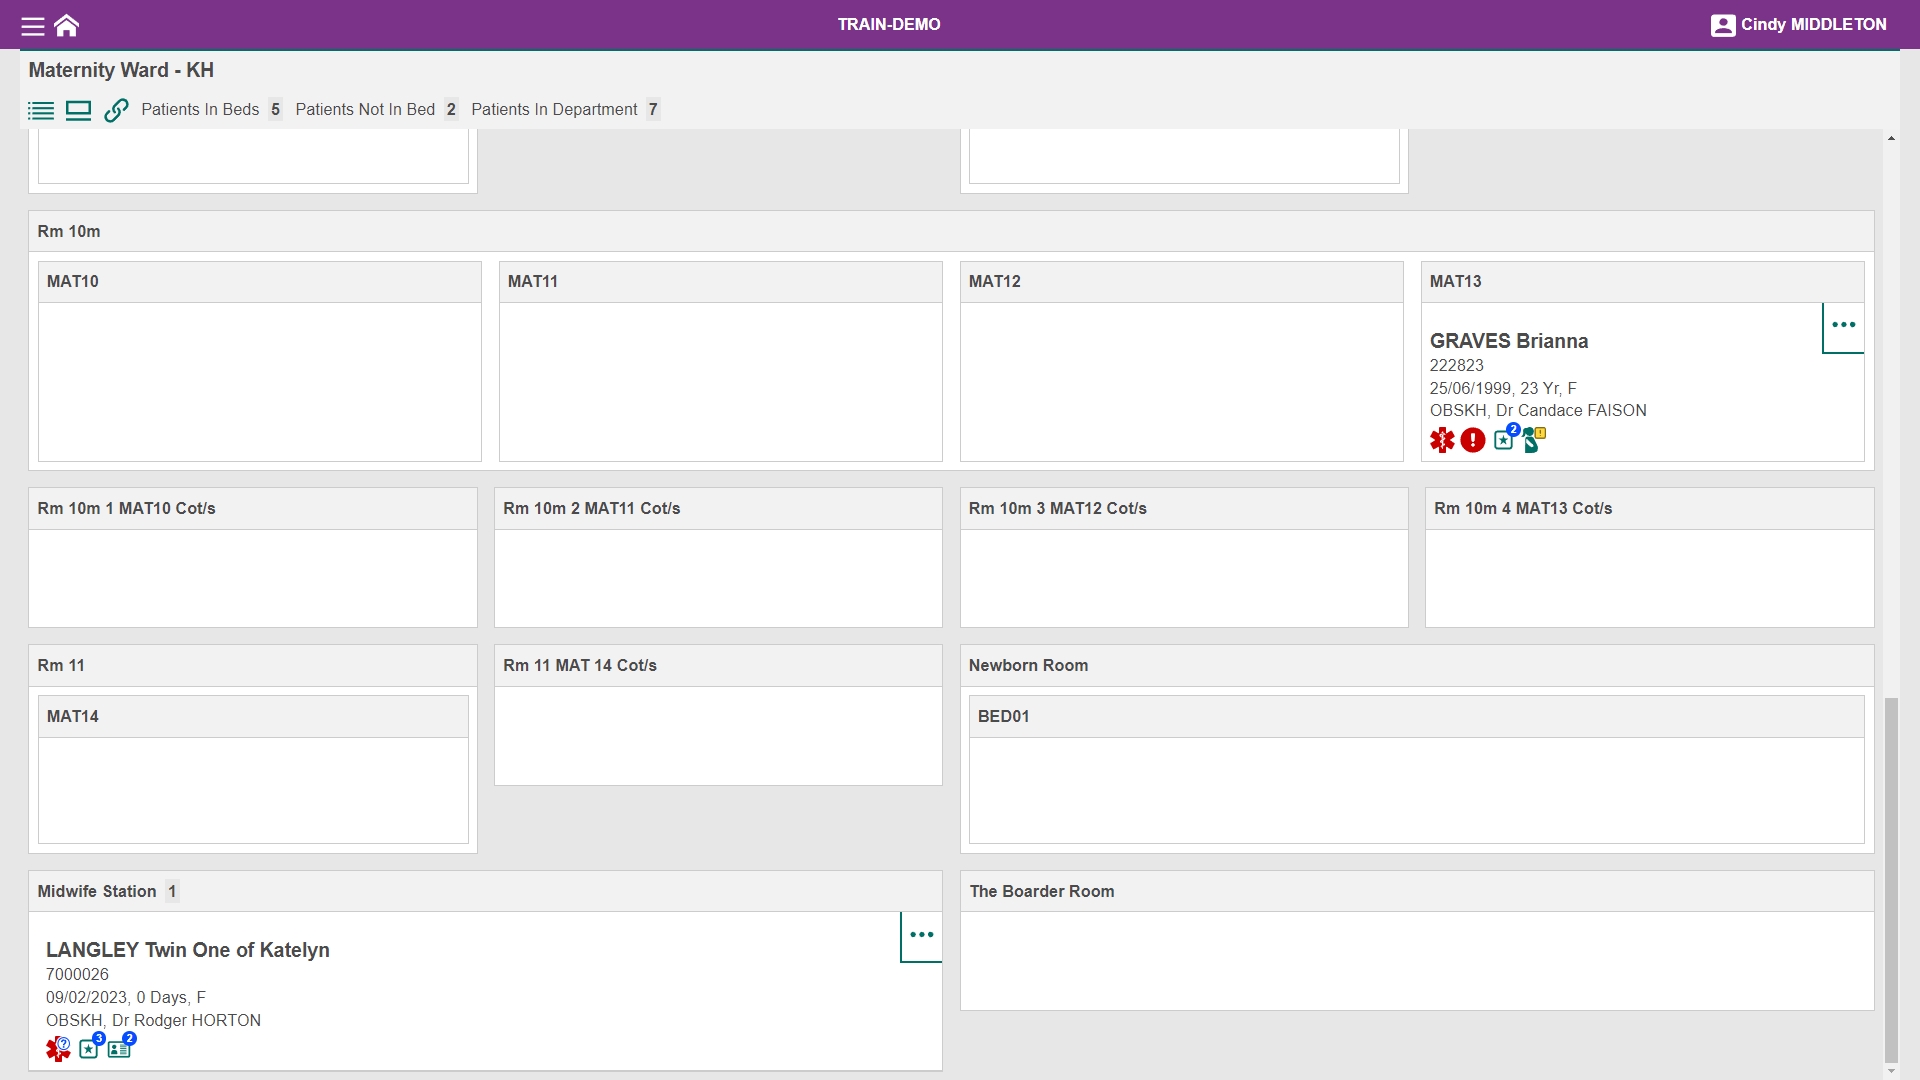 TRAIN-DEMO
Cindy MIDDLETON
Maternity Ward - KH
Patients In Beds 5 Patients Not In Bed 2 Patients In Department 7
Rm 10m
MAT10
MAT11
MAT12
MAT13
GRAVES Brianna
222823
25/06/1999, 23 Yr, F
OBSKH, Dr Candace FAISON
2
Rm 10m 1 MAT10 Cot/s
Rm 10m 2 MAT11 Cot/s
Rm 10m 3 MAT12 Cot/s
Rm 10m 4 MAT13 Cot/s
Rm 11
MAT14
Rm 11 MAT 14 Cot/s
Newborn Room
BED01
Midwife Station 1
LANGLEY Twin One of Katelyn
7000026
09/02/2023, 0 Days, F
OBSKH, Dr Rodger HORTON
? 3 2
The Boarder Room